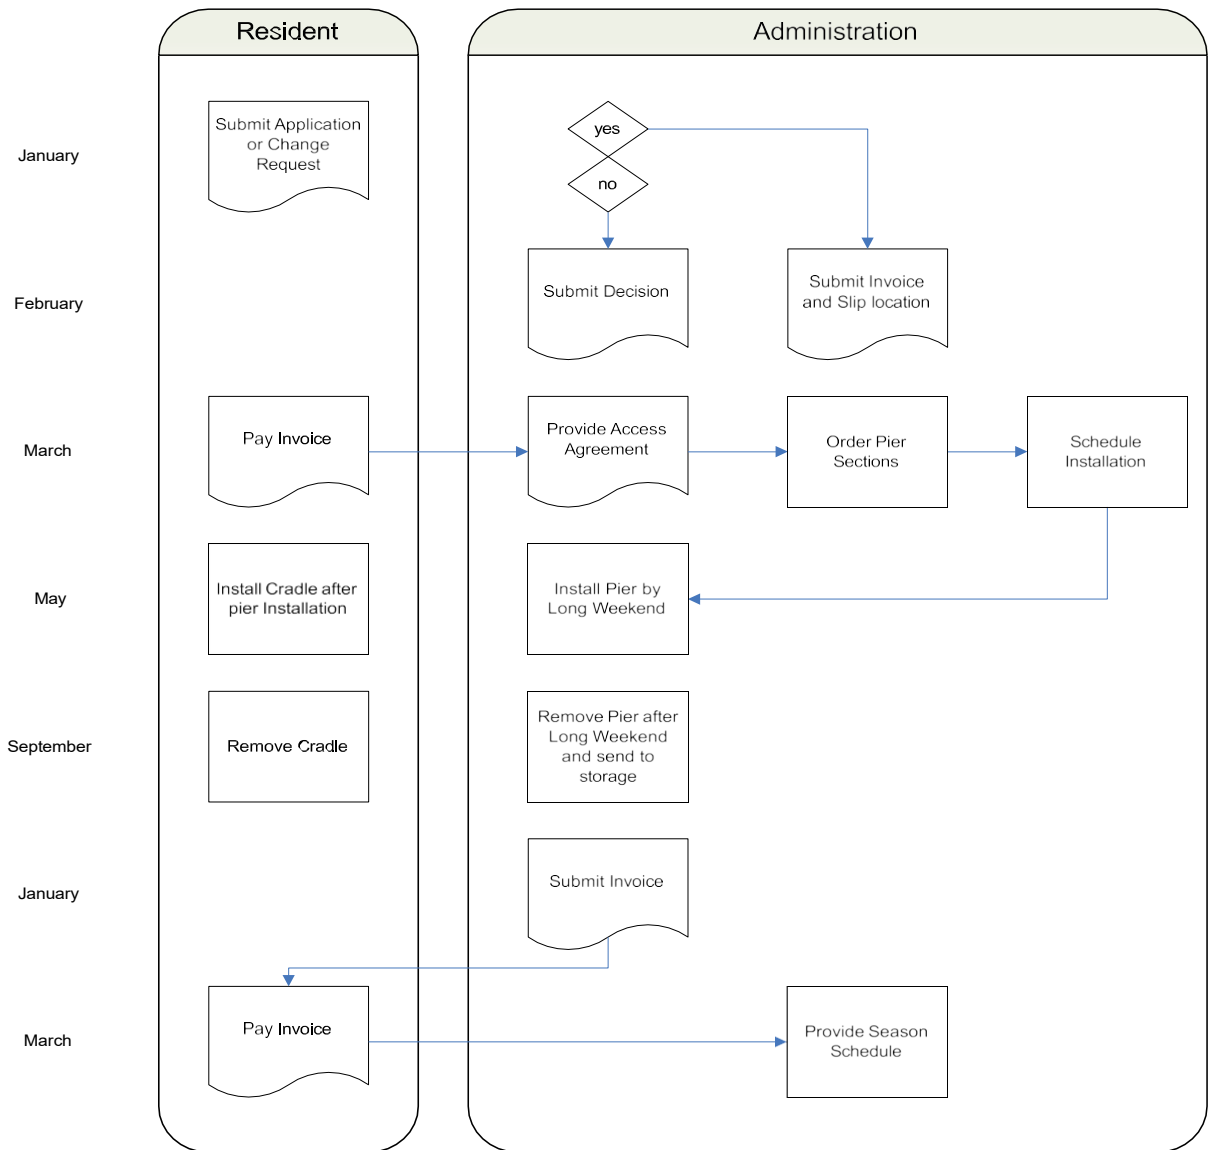 Resident
Administration
January
Submit Application
or Change
Request
yes
no
February
Submit Decision
Submit Invoice
and Slip location
March
Pay Invoice
Provide Access
Agreement
Order Pier
Sections
Schedule
Installation
May
Install Cradle after
pier Installation
Install Pier by
Long Weekend
September
Remove Cradle
Remove Pier after
Long Weekend
and send to
storage
January
Submit Invoice
March
Pay Invoice
Provide Season
Schedule